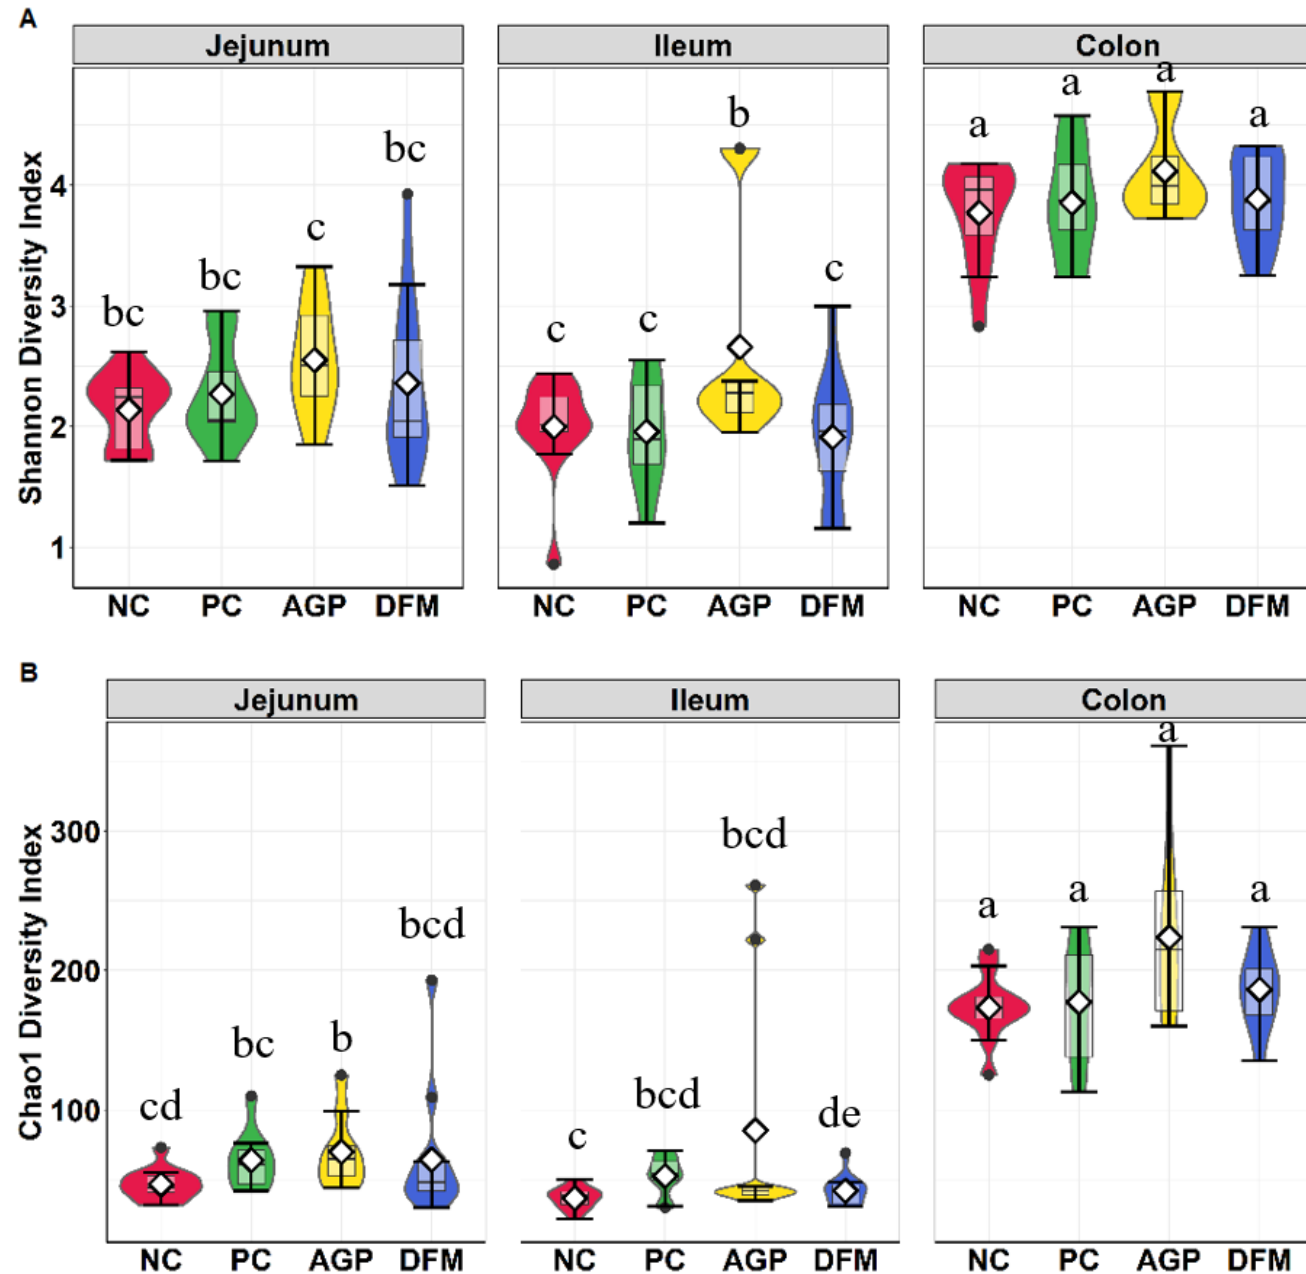 A
Jejunum Ileum Colon
Shannon Diversity Index
4
3
2
1
bc bc c bc
c c b c
a a a a
NC PC AGP DFM NC PC AGP DFM NC PC AGP DFM
B
Jejunum Ileum Colon
Chao1 Diversity Index
300
200
100
cd bc b bcd
c bcd bcd de
a a a a
NC PC AGP DFM NC PC AGP DFM NC PC AGP DFM